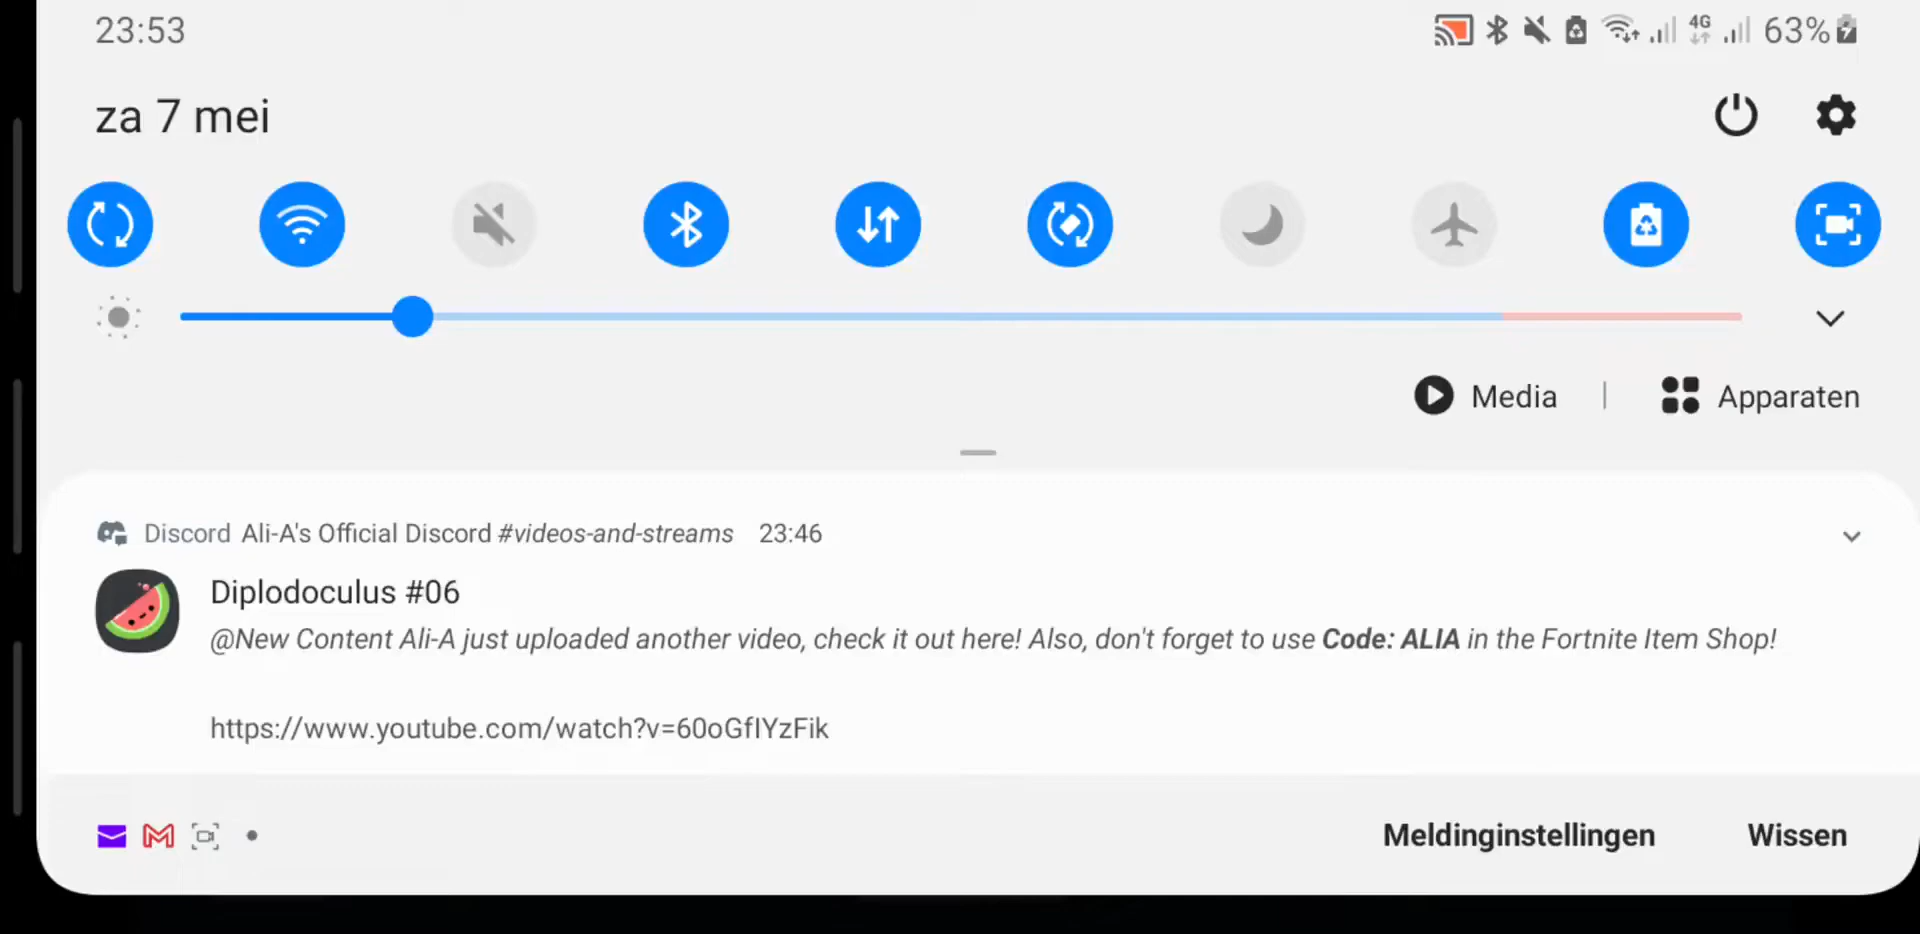 23:53
4G 63%
za 7 mei
Media | Apparaten
Discord Ali-A's Official Discord #videos-and-streams 23:46
Diplodoculus #06
@New Content Ali-A just uploaded another video, check it out here! Also, don't forget to use Code: ALIA in the Fortnite Item Shop!
https://www.youtube.com/watch?v=60oGfIYzFik
Meldinginstellingen Wissen